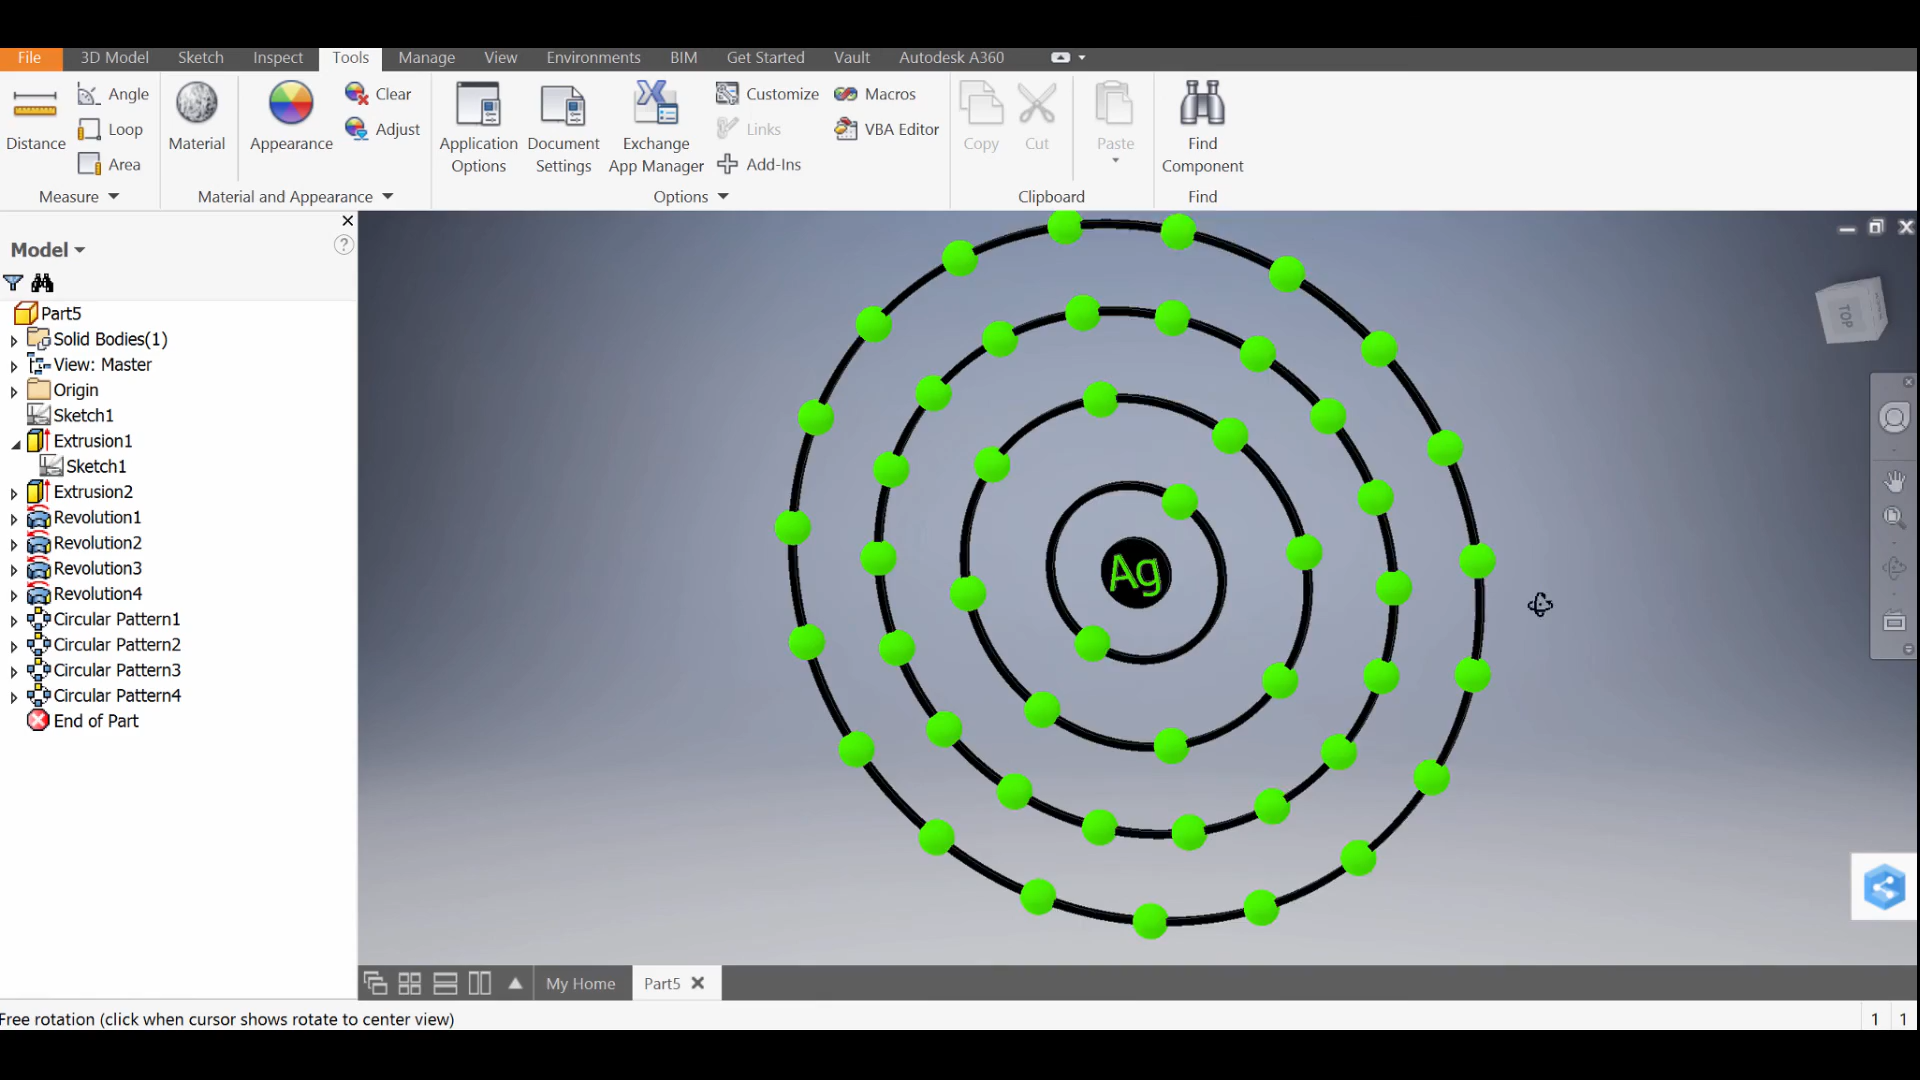 File 3D Model Sketch Inspect Tools Manage View Environments BIM Get Started Vault Autodesk A360
Distance
Angle
Loop
Area
Measure
Material
Appearance
Clear
Adjust
Material and Appearance
Application
Options
Document
Settings
Exchange
App Manager
Customize
Links
Add-Ins
Macros
VBA Editor
Options
Copy
Cut
Paste
Clipboard
Find
Component
Find
Model
Part5
Solid Bodies(1)
View: Master
Origin
Sketch1
Extrusion1
Sketch1
Extrusion2
Revolution1
Revolution2
Revolution3
Revolution4
Circular Pattern1
Circular Pattern2
Circular Pattern3
Circular Pattern4
End of Part
Ag
TOP
My Home
Part5
Free rotation (click when cursor shows rotate to center view)
1 1